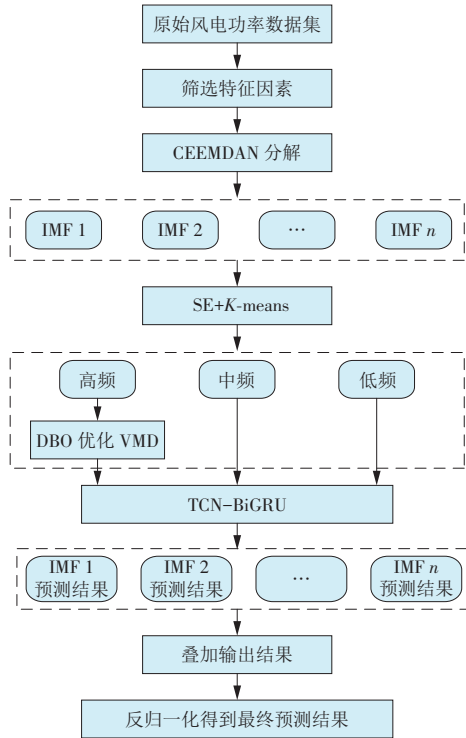 原始风电功率数据集
筛选特征因素
CEEMDAN 分解
IMF 1
IMF 2
…
IMF n
SE+K-means
高频
中频
低频
DBO 优化 VMD
TCN-BiGRU
IMF 1
预测结果
IMF 2
预测结果
…
IMF n
预测结果
叠加输出结果
反归一化得到最终预测结果